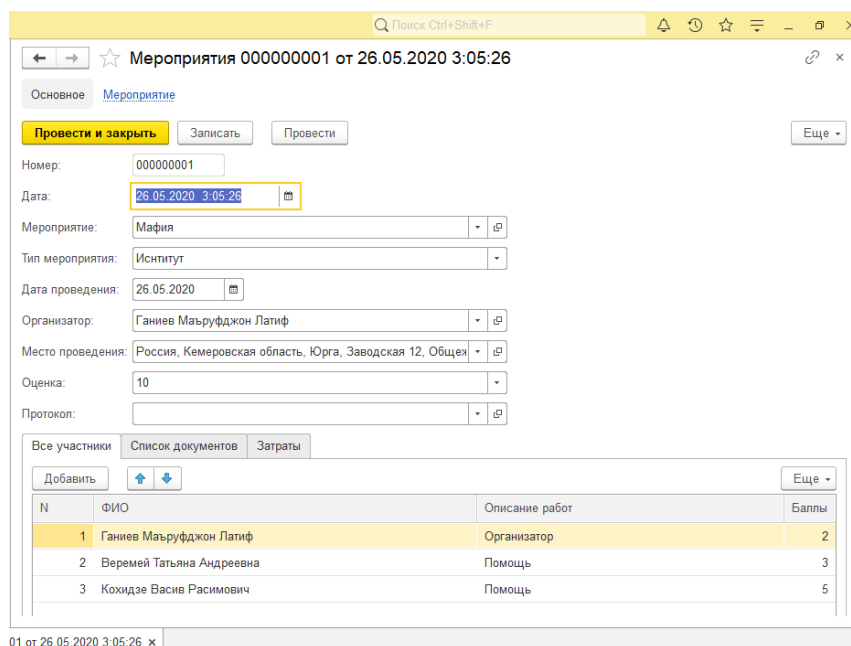 Поиск Ctrl+Shift+F
Мероприятия 000000001 от 26.05.2020 3:05:26
Основное Мероприятие
Провести и закрыть Записать Провести Еще
Номер: 000000001
Дата: 26.05.2020 3:05:26
Мероприятие: Мафия
Тип мероприятия: Иснтитут
Дата проведения: 26.05.2020
Организатор: Ганиев Маъруфджон Латиф
Место проведения: Россия, Кемеровская область, Юрга, Заводская 12, Общеж
Оценка: 10
Протокол:
Все участники Список документов Затраты
Добавить Еще
N ФИО Описание работ Баллы
1 Ганиев Маъруфджон Латиф Организатор 2
2 Веремей Татьяна Андреевна Помощь 3
3 Кохидзе Васив Расимович Помощь 5
01 от 26.05.2020 3:05:26